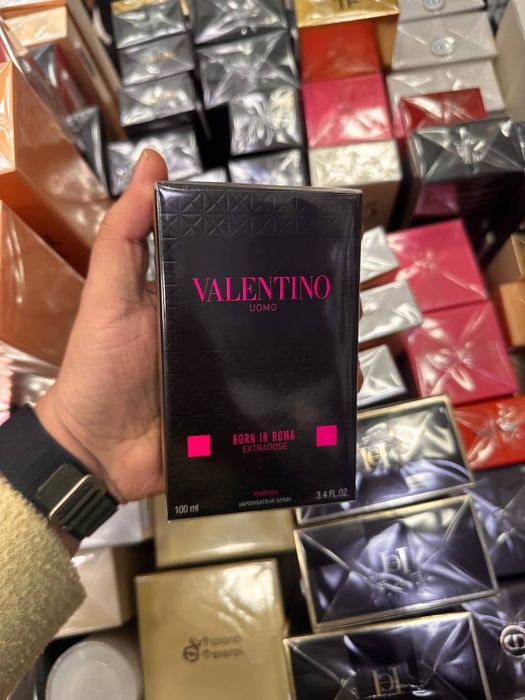 VALENTINO
UOMO
BORN IN ROMA
EXTRADOSE
PARFUM
VAPORISATEUR SPRAY
100 ml
3.4 FL.OZ.